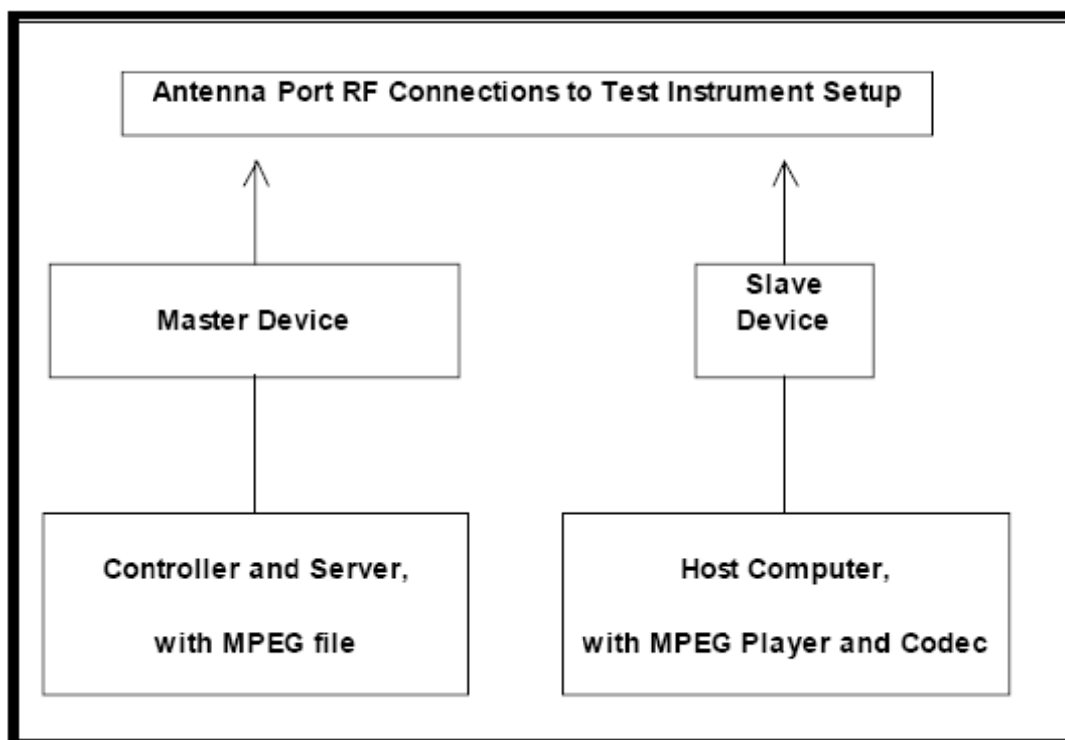 Antenna Port RF Connections to Test Instrument Setup
Master Device
Slave
Device
Controller and Server,
with MPEG file
Host Computer,
with MPEG Player and Codec